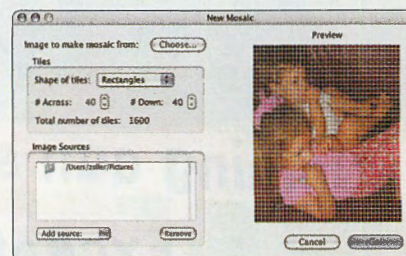 New Mosaic
Image to make mosaic from: Choose...
Tiles
Shape of tiles: Rectangles
# Across: 40 # Down: 40
Total number of tiles: 1600
Image Sources
/Users/zoller/Pictures
Add source: Remove
Preview
Cancel